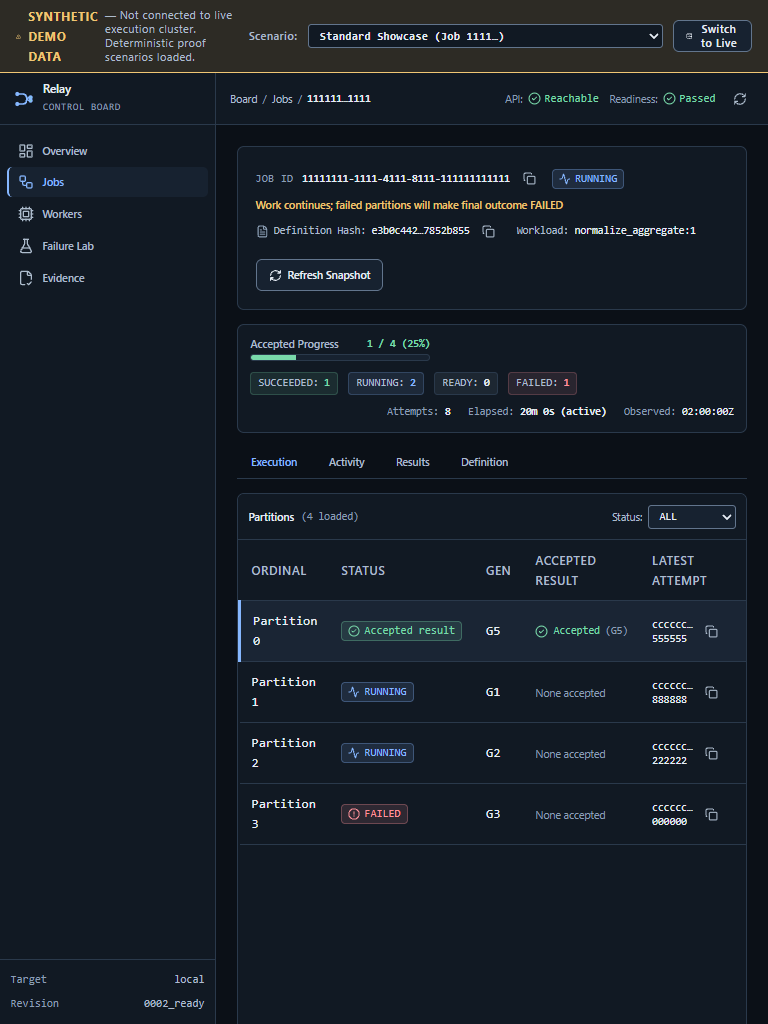 SYNTHETIC DEMO DATA
— Not connected to live execution cluster. Deterministic proof scenarios loaded.
Scenario:
Standard Showcase (Job 1111…)
Switch to Live
Relay
CONTROL BOARD
Board / Jobs / 111111…1111
API: Reachable
Readiness: Passed
Overview
Jobs
Workers
Failure Lab
Evidence
JOB ID 11111111-1111-4111-8111-111111111111
RUNNING
Work continues; failed partitions will make final outcome FAILED
Definition Hash: e3b0c442…7852b855
Workload: normalize_aggregate:1
Refresh Snapshot
Accepted Progress 1 / 4 (25%)
SUCCEEDED: 1
RUNNING: 2
READY: 0
FAILED: 1
Attempts: 8 Elapsed: 20m 0s (active) Observed: 02:00:00Z
Execution
Activity
Results
Definition
Partitions (4 loaded)
Status: ALL
ORDINAL STATUS GEN ACCEPTED RESULT LATEST ATTEMPT
Partition 0 Accepted result G5 Accepted (G5) cccccc… 555555
Partition 1 RUNNING G1 None accepted cccccc… 888888
Partition 2 RUNNING G2 None accepted cccccc… 222222
Partition 3 FAILED G3 None accepted cccccc… 000000
Target local
Revision 0002_ready